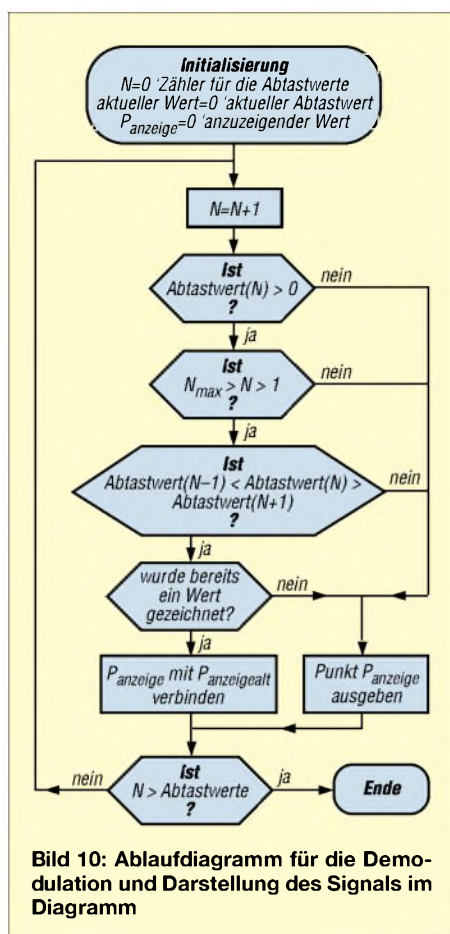 Initialisierung
N=0 'Zähler für die Abtastwerte
aktueller Wert=0 'aktueller Abtastwert
Panzeige=0 'anzuzeigender Wert
N=N+1
Ist
Abtastwert(N) > 0
?
nein
ja
Ist
Nmax > N > 1
?
nein
ja
Ist
Abtastwert(N–1) < Abtastwert(N) >
Abtastwert(N+1)
?
nein
ja
wurde bereits
ein Wert
gezeichnet?
nein
ja
Panzeige mit Panzeigealt
verbinden
Punkt Panzeige
ausgeben
Ist
N > Abtastwerte
?
nein
ja
Ende
Bild 10: Ablaufdiagramm für die Demo-
dulation und Darstellung des Signals im
Diagramm